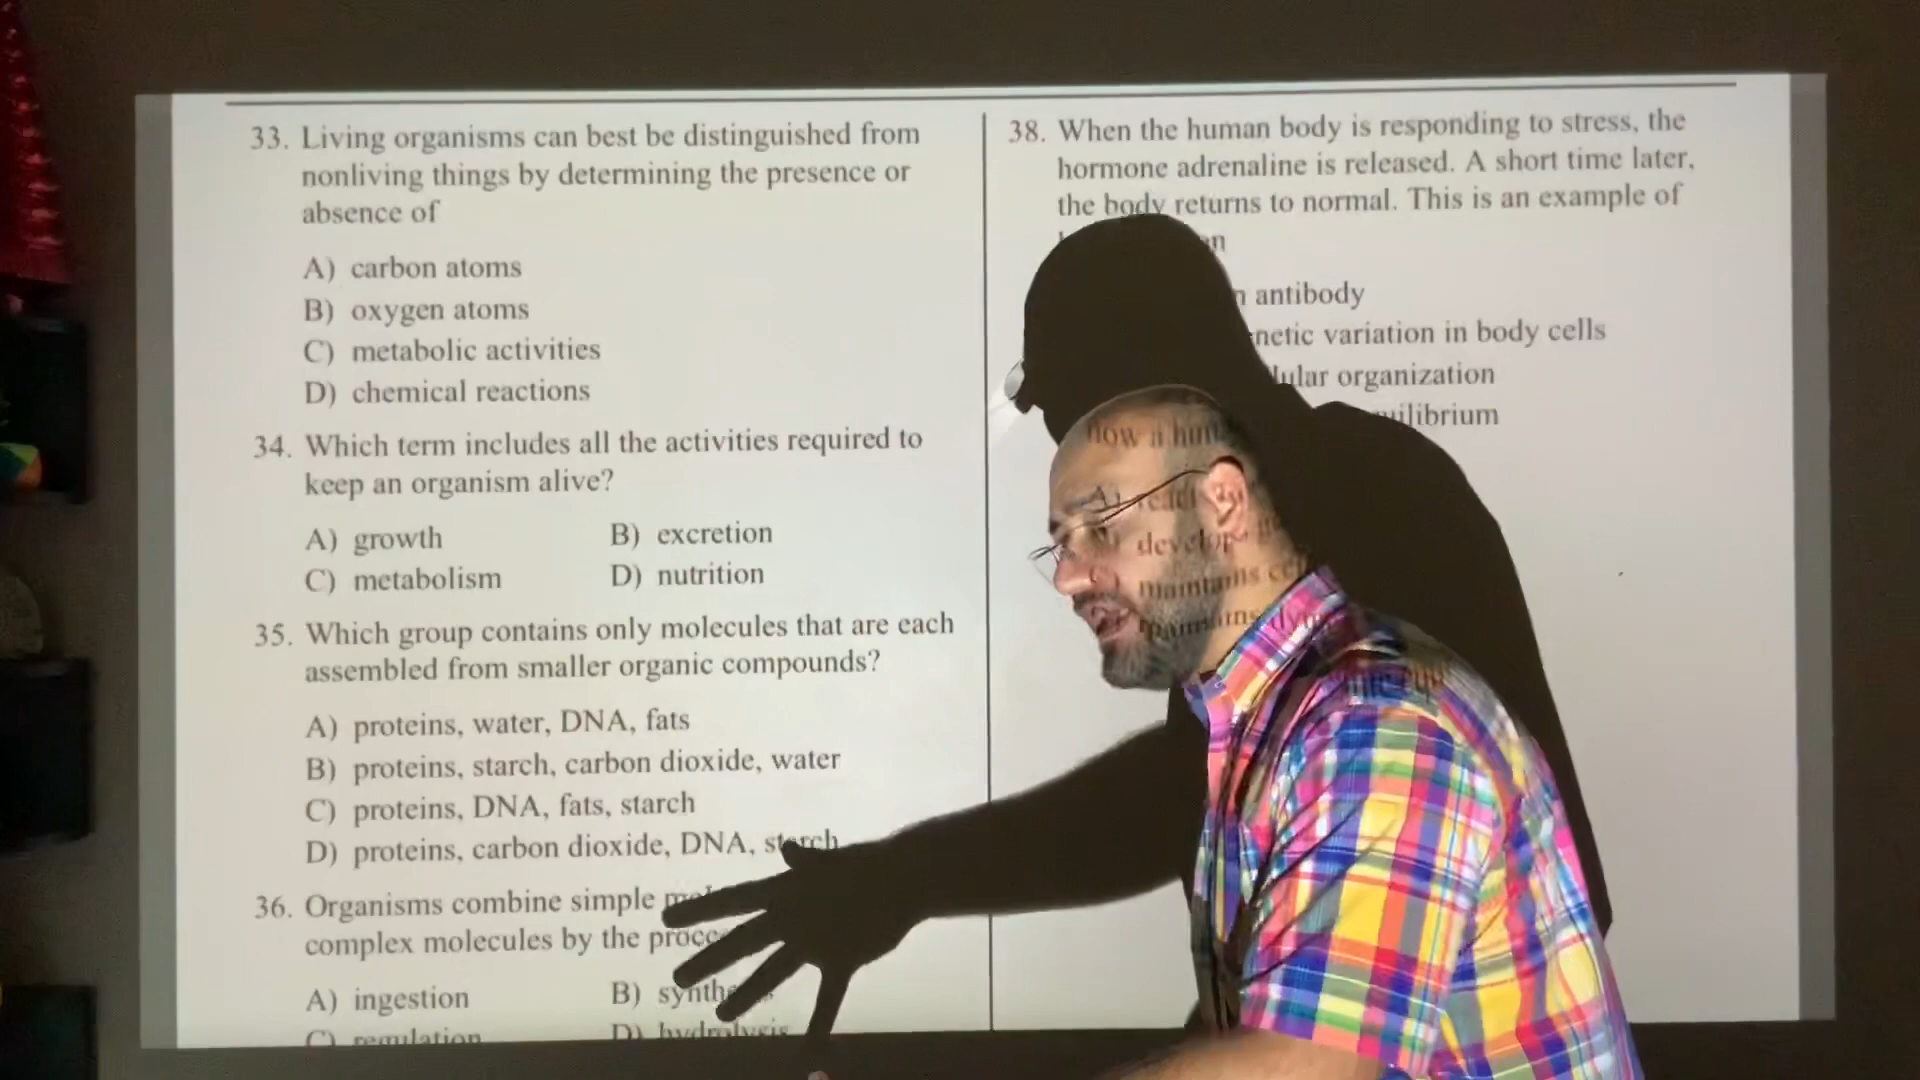 33. Living organisms can best be distinguished from
nonliving things by determining the presence or
absence of
A) carbon atoms
B) oxygen atoms
C) metabolic activities
D) chemical reactions
34. Which term includes all the activities required to
keep an organism alive?
A) growth
B) excretion
C) metabolism
D) nutrition
35. Which group contains only molecules that are each
assembled from smaller organic compounds?
A) proteins, water, DNA, fats
B) proteins, starch, carbon dioxide, water
C) proteins, DNA, fats, starch
D) proteins, carbon dioxide, DNA, starch
36. Organisms combine simple
complex molecules by the
A) ingestion
B)
C) regulation
D) hydrolysis
38. When the human body is responding to stress, the
hormone adrenaline is released. A short time later,
the body returns to normal. This is an example of
how a
antibody
variation in body cells
maintains
organization